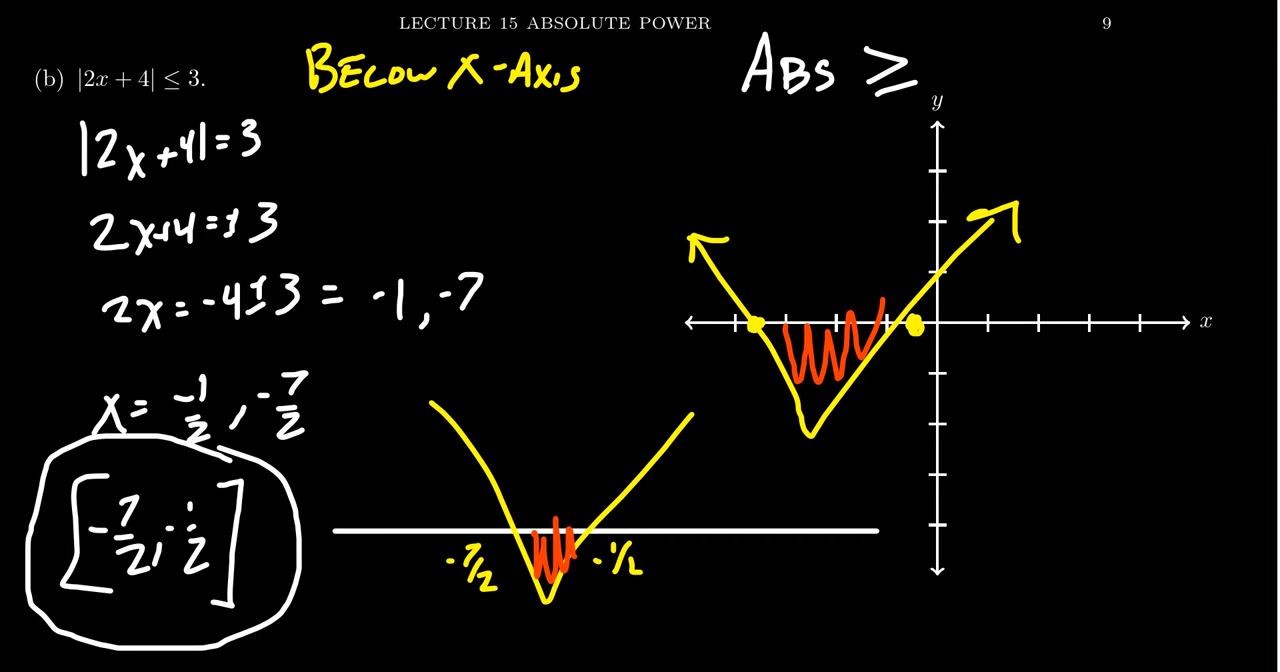 LECTURE 15 ABSOLUTE POWER 9
(b) |2x + 4| ≤ 3.
BELOW X-AXIS
ABS ≥
|2x+4|=3
2x+4=±3
2x=-4±3 = -1, -7
x= -1/2, -7/2
[-7/2, -1/2]
y
x
-7/2
-1/2